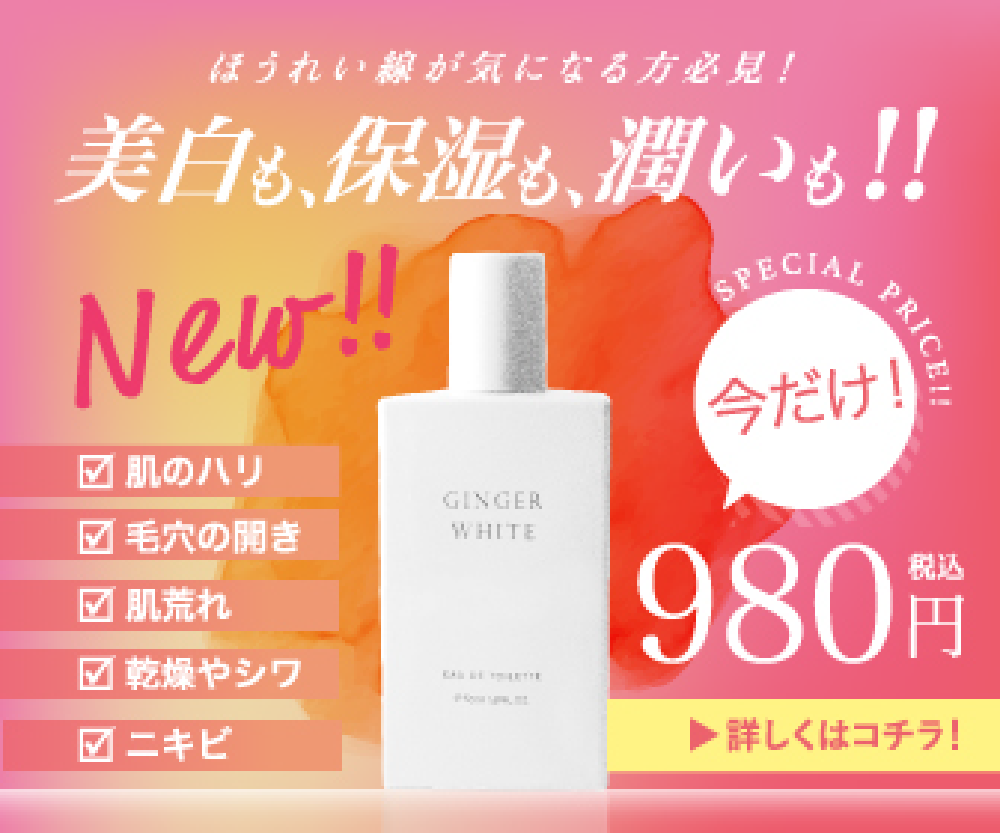 ほうれい線が気になる方必見！
美白も、保湿も、潤いも!!
New!!
SPECIAL PRICE!!
今だけ！
☑ 肌のハリ
☑ 毛穴の開き
☑ 肌荒れ
☑ 乾燥やシワ
☑ ニキビ
GINGER
WHITE
EAU DE TOILETTE
980円
税込
▶詳しくはコチラ！